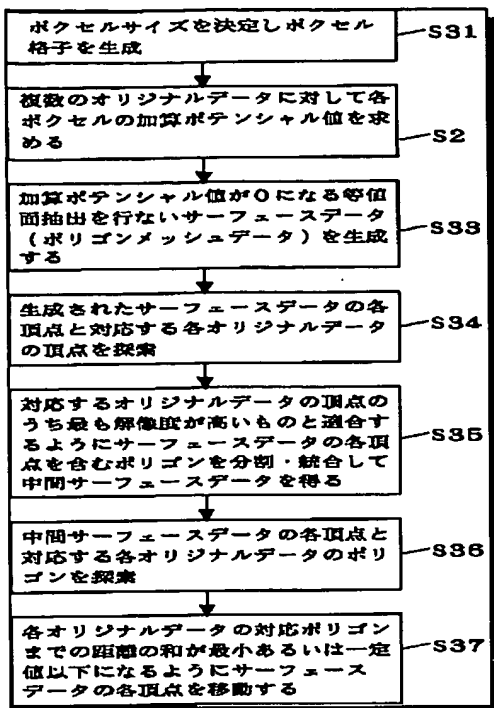 ボクセルサイズを決定しボクセル
格子を生成
S31
複数のオリジナルデータに対して各
ボクセルの加算ポテンシャル値を求
める
S2
加算ポテンシャル値が0になる等値
面抽出を行ないサーフェースデータ
（ポリゴンメッシュデータ）を生成
する
S33
生成されたサーフェースデータの各
頂点と対応する各オリジナルデータ
の頂点を探索
S34
対応するオリジナルデータの頂点の
うち最も解像度が高いものと適合す
るようにサーフェースデータの各頂
点を含むポリゴンを分割・統合して
中間サーフェースデータを得る
S35
中間サーフェースデータの各頂点と
対応する各オリジナルデータのポリ
ゴンを探索
S36
各オリジナルデータの対応ポリゴン
までの距離の和が最小あるいは一定
値以下になるようにサーフェース
データの各頂点を移動する
S37